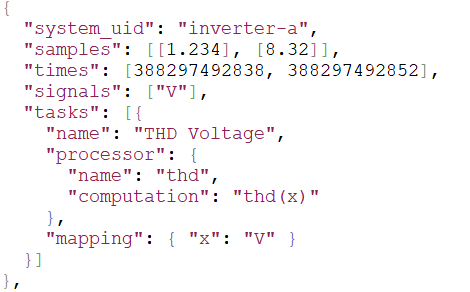 {
  "system_uid": "inverter-a",
  "samples": [[1.234], [8.32]],
  "times": [388297492838, 388297492852],
  "signals": ["V"],
  "tasks": [{
    "name": "THD Voltage",
    "processor": {
      "name": "thd",
      "computation": "thd(x)"
    },
    "mapping": { "x": "V" }
  }]
},